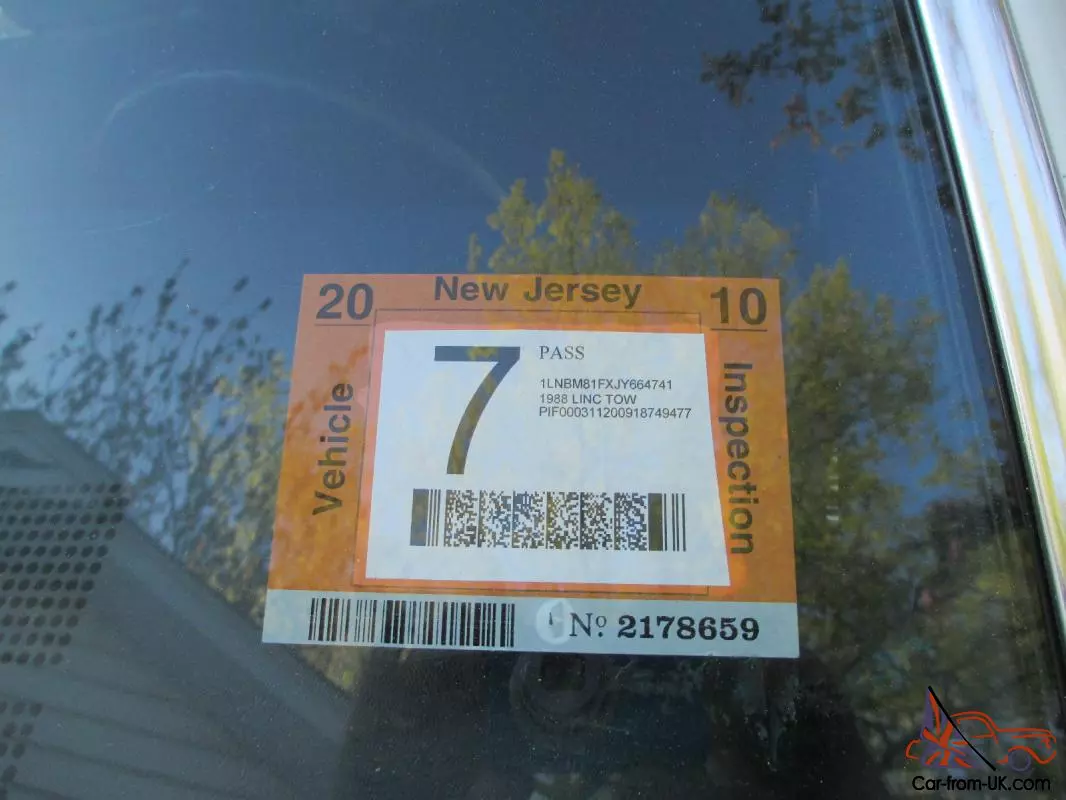 20 New Jersey 10
Vehicle
7
PASS
1LNBM81FXJY664741
1988 LINC TOW
PIF000311200918749477
Inspection
Nº 2178659
Car-from-UK.com